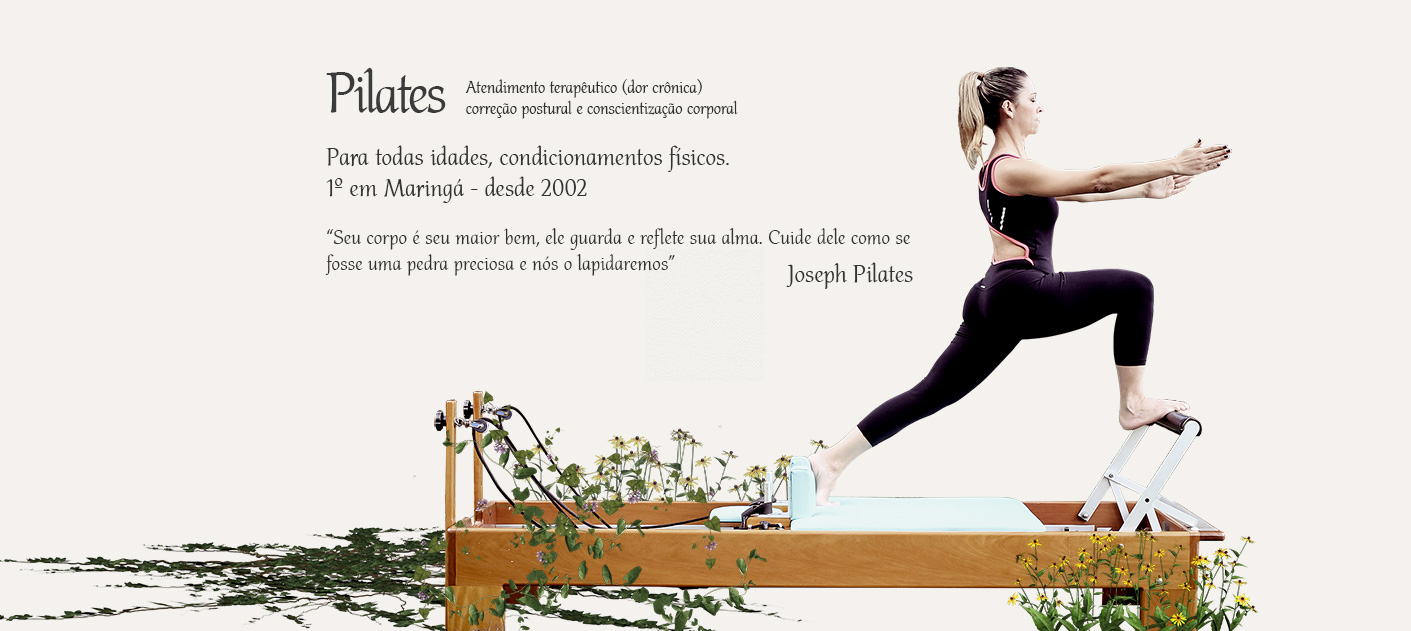 Pilates
Atendimento terapêutico (dor crônica)
correção postural e conscientização corporal
Para todas idades, condicionamentos físicos.
1º em Maringá - desde 2002
“Seu corpo é seu maior bem, ele guarda e reflete sua alma. Cuide dele como se
fosse uma pedra preciosa e nós o lapidaremos”
Joseph Pilates